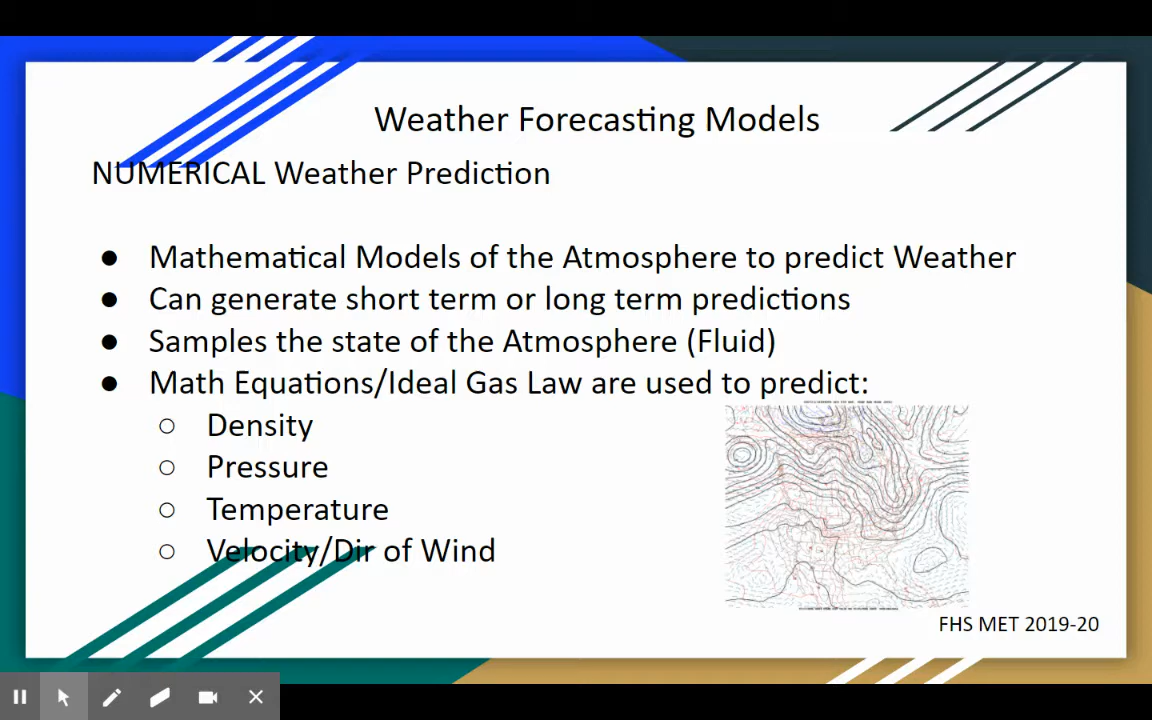 Weather Forecasting Models
NUMERICAL Weather Prediction
● Mathematical Models of the Atmosphere to predict Weather
● Can generate short term or long term predictions
● Samples the state of the Atmosphere (Fluid)
● Math Equations/Ideal Gas Law are used to predict:
○ Density
○ Pressure
○ Temperature
○ Velocity/Dir of Wind
FHS MET 2019-20